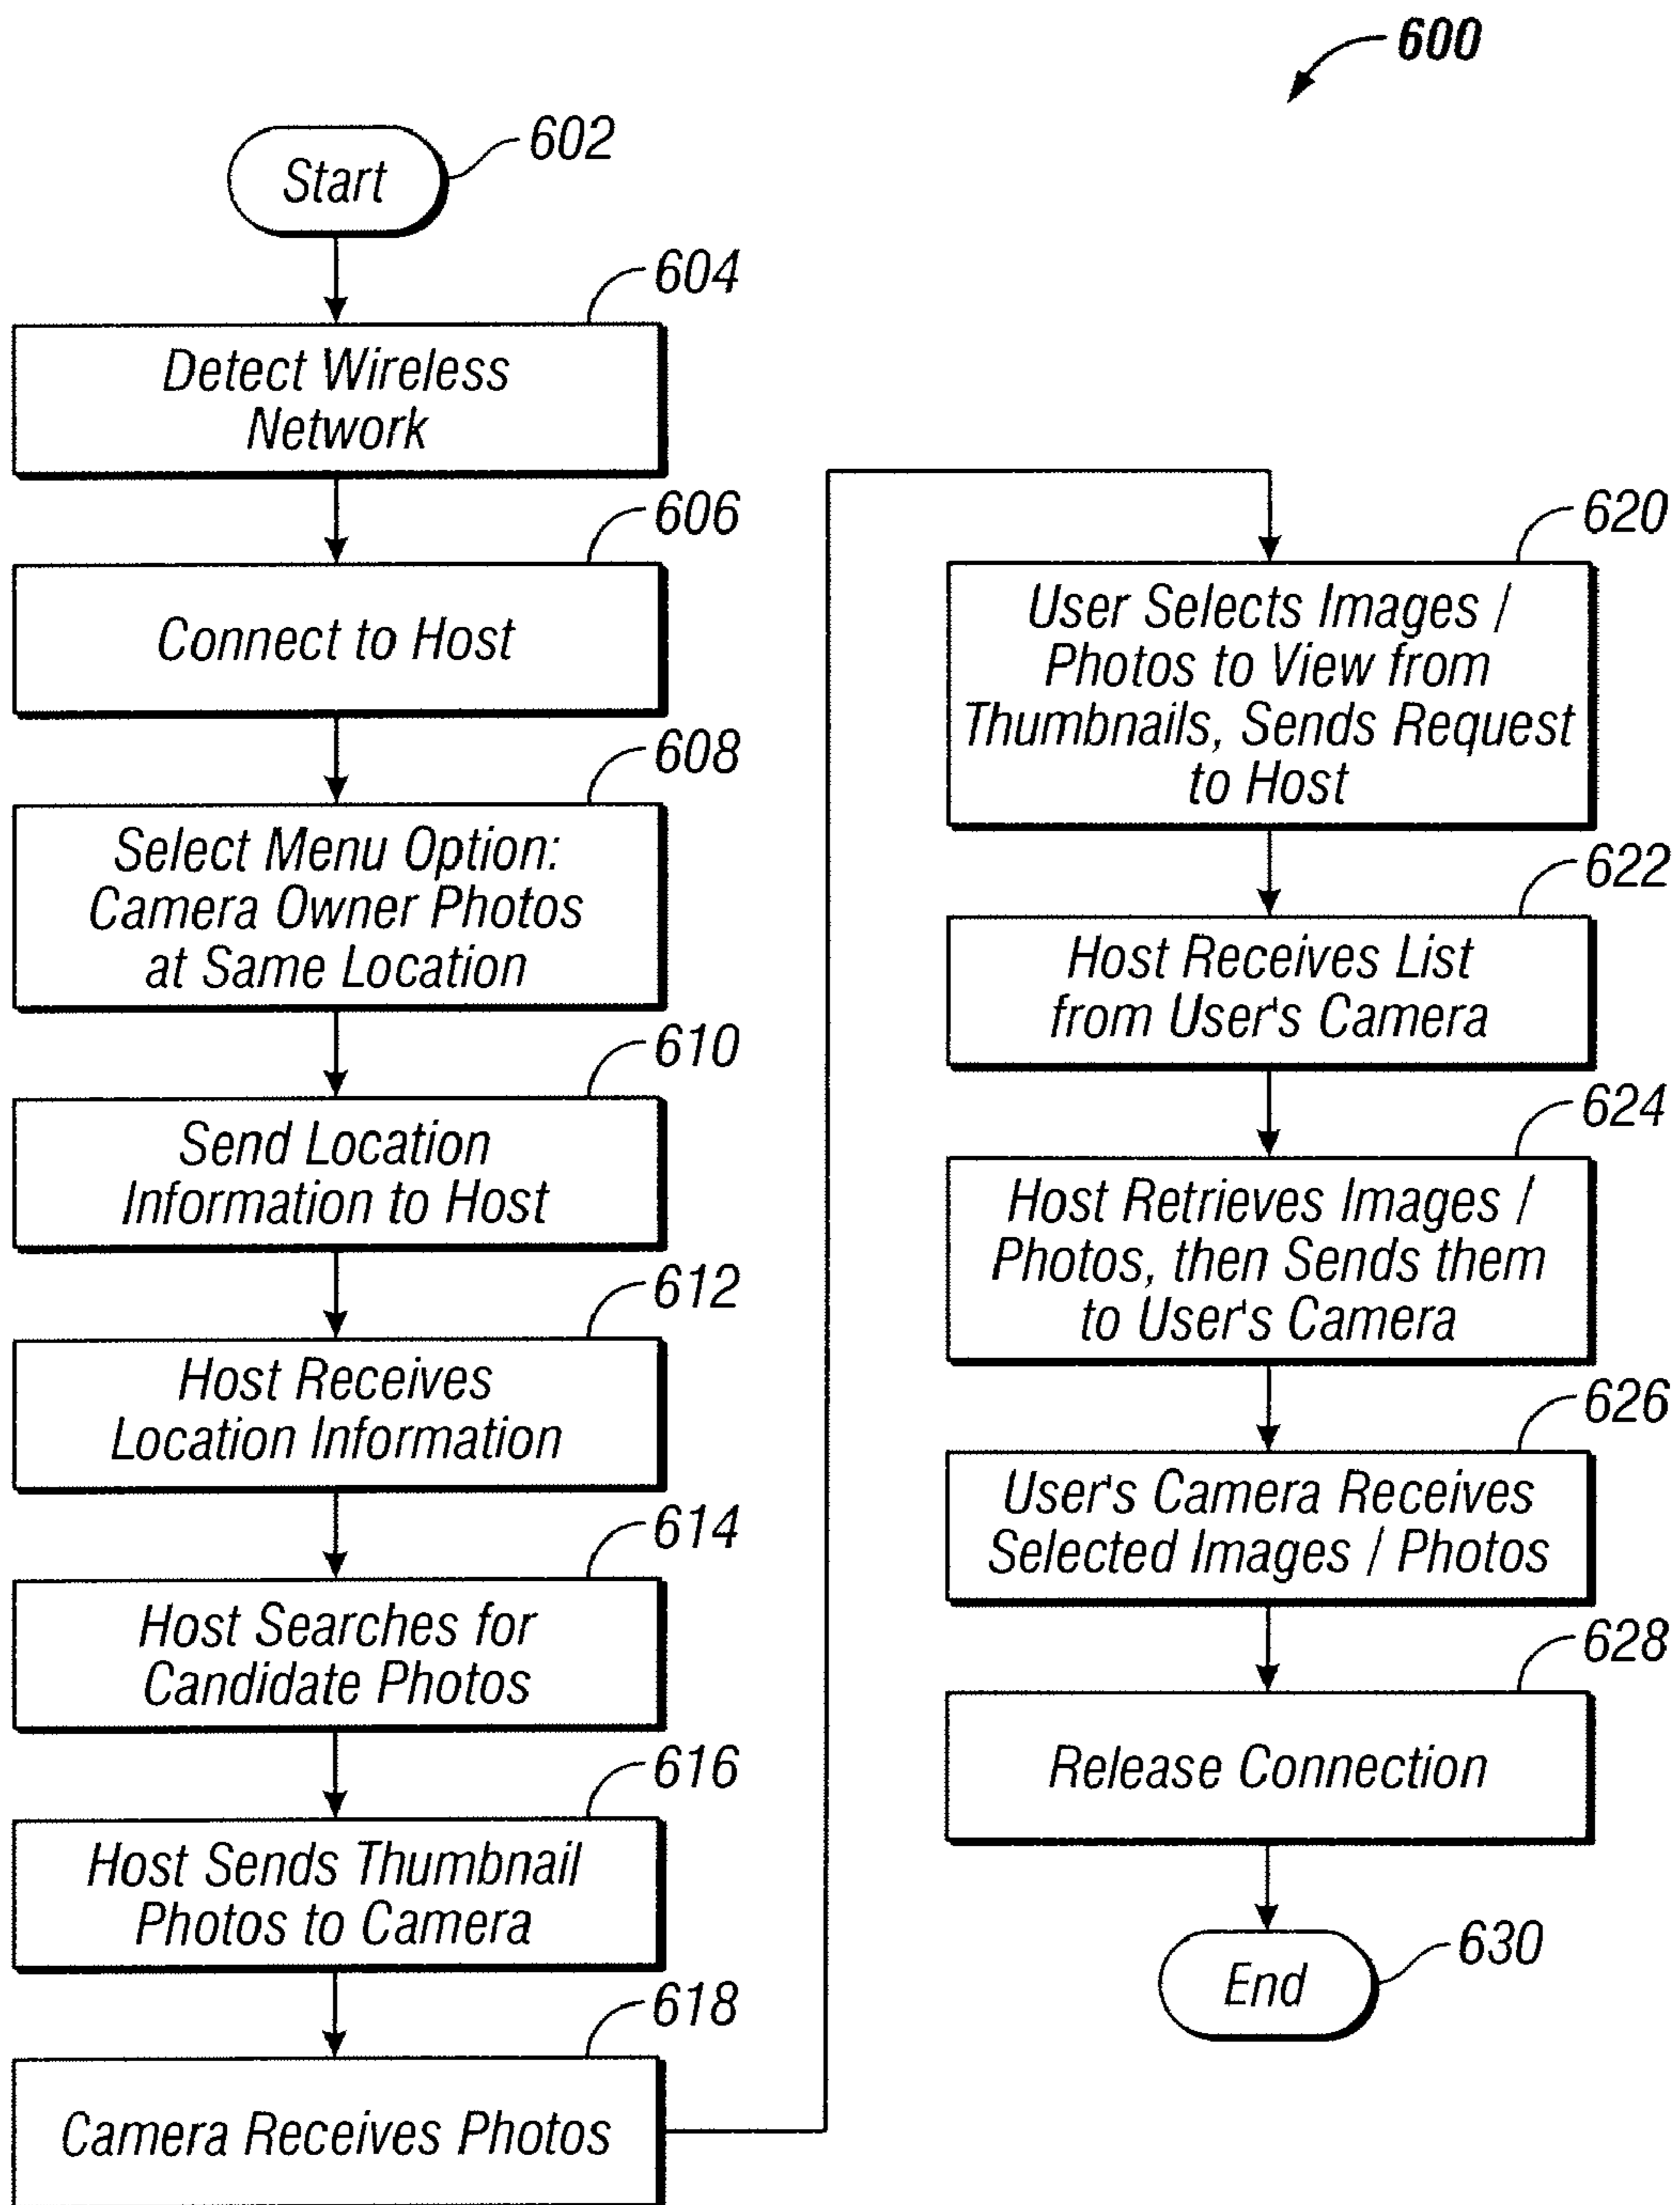 600
Start
602
604
Detect Wireless
Network
606
Connect to Host
608
Select Menu Option:
Camera Owner Photos
at Same Location
610
Send Location
Information to Host
612
Host Receives
Location Information
614
Host Searches for
Candidate Photos
616
Host Sends Thumbnail
Photos to Camera
618
Camera Receives Photos
620
User Selects Images /
Photos to View from
Thumbnails, Sends Request
to Host
622
Host Receives List
from User's Camera
624
Host Retrieves Images /
Photos, then Sends them
to User's Camera
626
User's Camera Receives
Selected Images / Photos
628
Release Connection
End
630